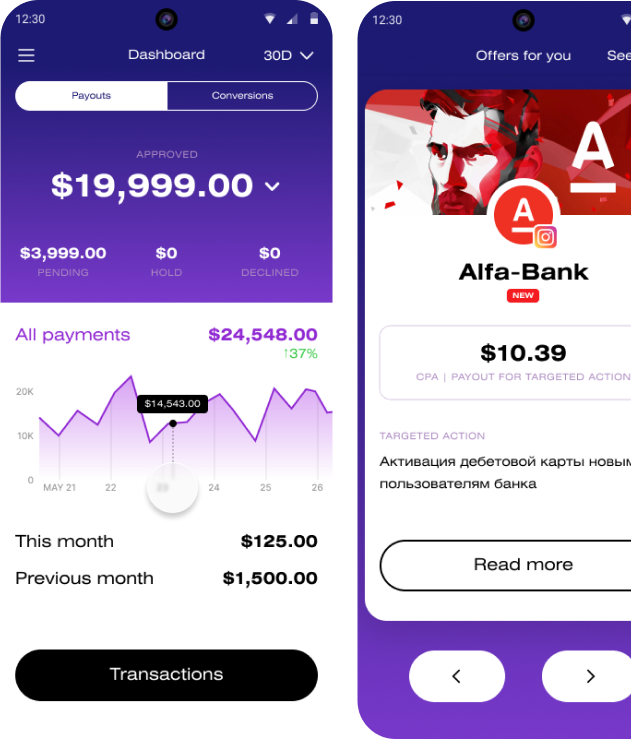 12:30
Dashboard
30D
Payouts
Conversions
APPROVED
$19,999.00
$3,999.00
$0
$0
PENDING
HOLD
DECLINED
All payments
$24,548.00
↑37%
20K
$14,543.00
10K
0
MAY 21
22
24
25
26
This month
$125.00
Previous month
$1,500.00
Transactions
12:30
Offers for you
See
A
A
Alfa-Bank
NEW
$10.39
CPA | PAYOUT FOR TARGETED ACTION
TARGETED ACTION
Активация дебетовой карты новым
пользователям банка
Read more